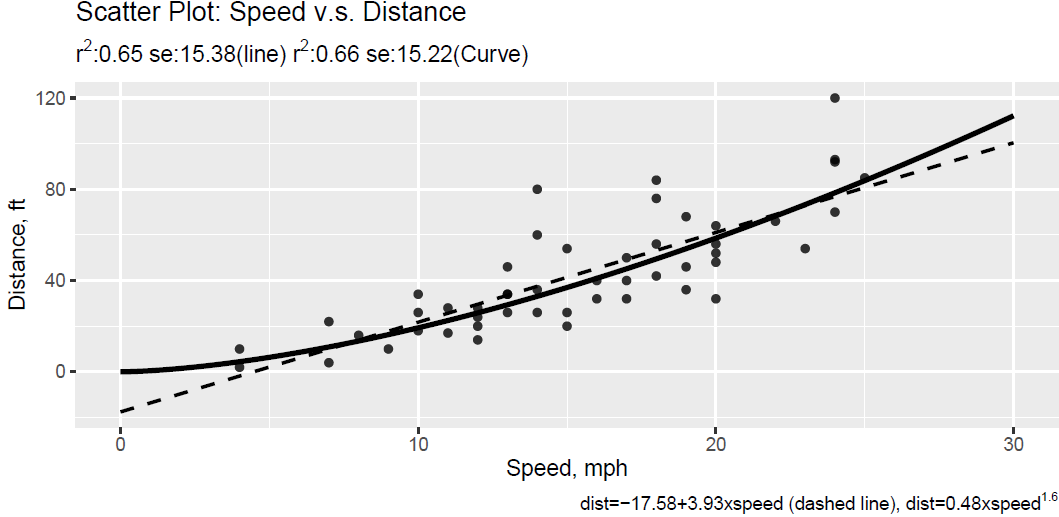 Scatter Plot: Speed v.s. Distance
r²:0.65 se:15.38(line) r²:0.66 se:15.22(Curve)
120
80
40
0
Distance, ft
0 10 20 30
Speed, mph
dist=−17.58+3.93xspeed (dashed line), dist=0.48xspeed¹·⁶